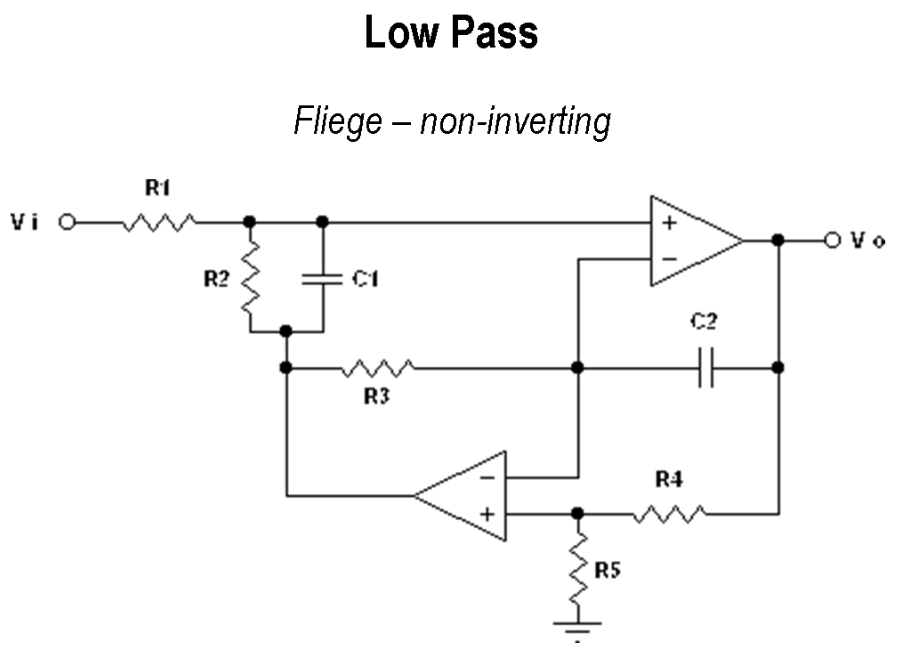 Low Pass
Fliege – non-inverting
R1
Vi
+
R2
C1
−
Vo
C2
R3
−
R4
+
R5